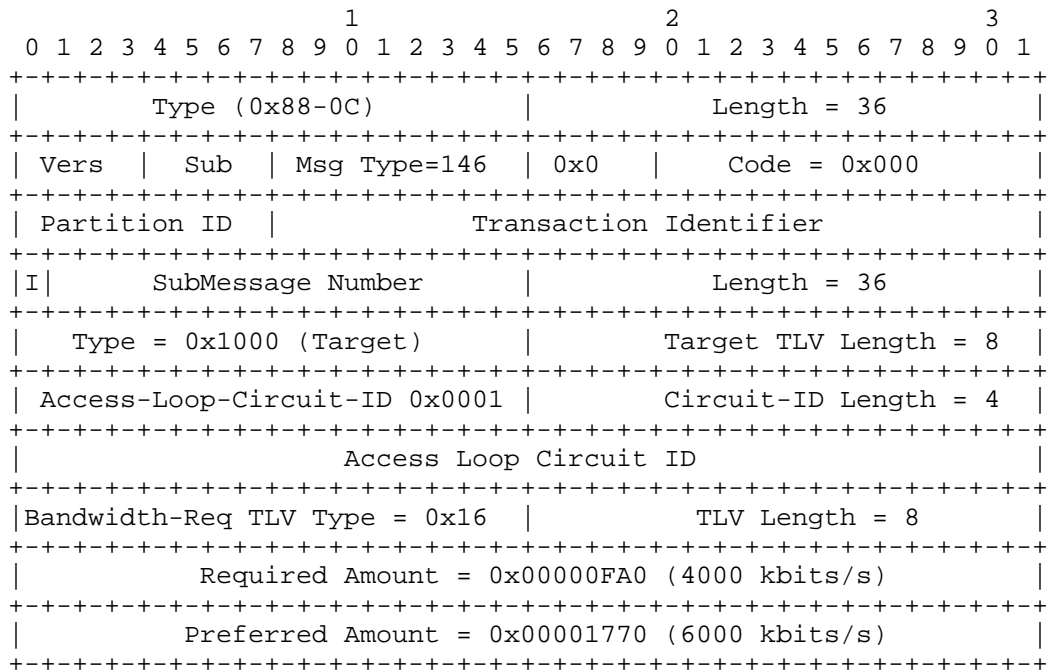 1                   2                   3
 0 1 2 3 4 5 6 7 8 9 0 1 2 3 4 5 6 7 8 9 0 1 2 3 4 5 6 7 8 9 0 1
+-+-+-+-+-+-+-+-+-+-+-+-+-+-+-+-+-+-+-+-+-+-+-+-+-+-+-+-+-+-+-+-+
|        Type (0x88-0C)         |           Length = 36         |
+-+-+-+-+-+-+-+-+-+-+-+-+-+-+-+-+-+-+-+-+-+-+-+-+-+-+-+-+-+-+-+-+
| Vers  |  Sub  | Msg Type=146  | 0x0   |    Code = 0x000       |
+-+-+-+-+-+-+-+-+-+-+-+-+-+-+-+-+-+-+-+-+-+-+-+-+-+-+-+-+-+-+-+-+
| Partition ID  |            Transaction Identifier             |
+-+-+-+-+-+-+-+-+-+-+-+-+-+-+-+-+-+-+-+-+-+-+-+-+-+-+-+-+-+-+-+-+
|I|      SubMessage Number      |           Length = 36         |
+-+-+-+-+-+-+-+-+-+-+-+-+-+-+-+-+-+-+-+-+-+-+-+-+-+-+-+-+-+-+-+-+
|   Type = 0x1000 (Target)      |        Target TLV Length = 8  |
+-+-+-+-+-+-+-+-+-+-+-+-+-+-+-+-+-+-+-+-+-+-+-+-+-+-+-+-+-+-+-+-+
| Access-Loop-Circuit-ID 0x0001 |        Circuit-ID Length = 4  |
+-+-+-+-+-+-+-+-+-+-+-+-+-+-+-+-+-+-+-+-+-+-+-+-+-+-+-+-+-+-+-+-+
|                    Access Loop Circuit ID                     |
+-+-+-+-+-+-+-+-+-+-+-+-+-+-+-+-+-+-+-+-+-+-+-+-+-+-+-+-+-+-+-+-+
|Bandwidth-Req TLV Type = 0x16  |          TLV Length = 8       |
+-+-+-+-+-+-+-+-+-+-+-+-+-+-+-+-+-+-+-+-+-+-+-+-+-+-+-+-+-+-+-+-+
|           Required Amount = 0x00000FA0 (4000 kbits/s)         |
+-+-+-+-+-+-+-+-+-+-+-+-+-+-+-+-+-+-+-+-+-+-+-+-+-+-+-+-+-+-+-+-+
|          Preferred Amount = 0x00001770 (6000 kbits/s)         |
+-+-+-+-+-+-+-+-+-+-+-+-+-+-+-+-+-+-+-+-+-+-+-+-+-+-+-+-+-+-+-+-+